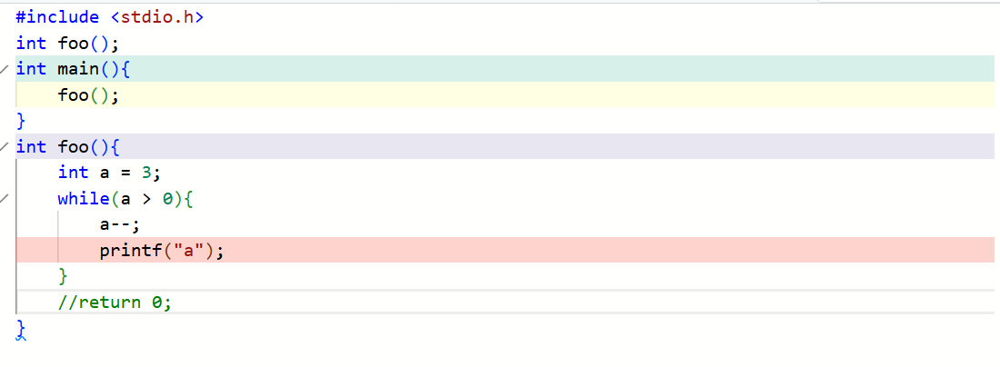 #include <stdio.h>
int foo();
int main(){
    foo();
}
int foo(){
    int a = 3;
    while(a > 0){
        a--;
        printf("a");
    }
    //return 0;
}